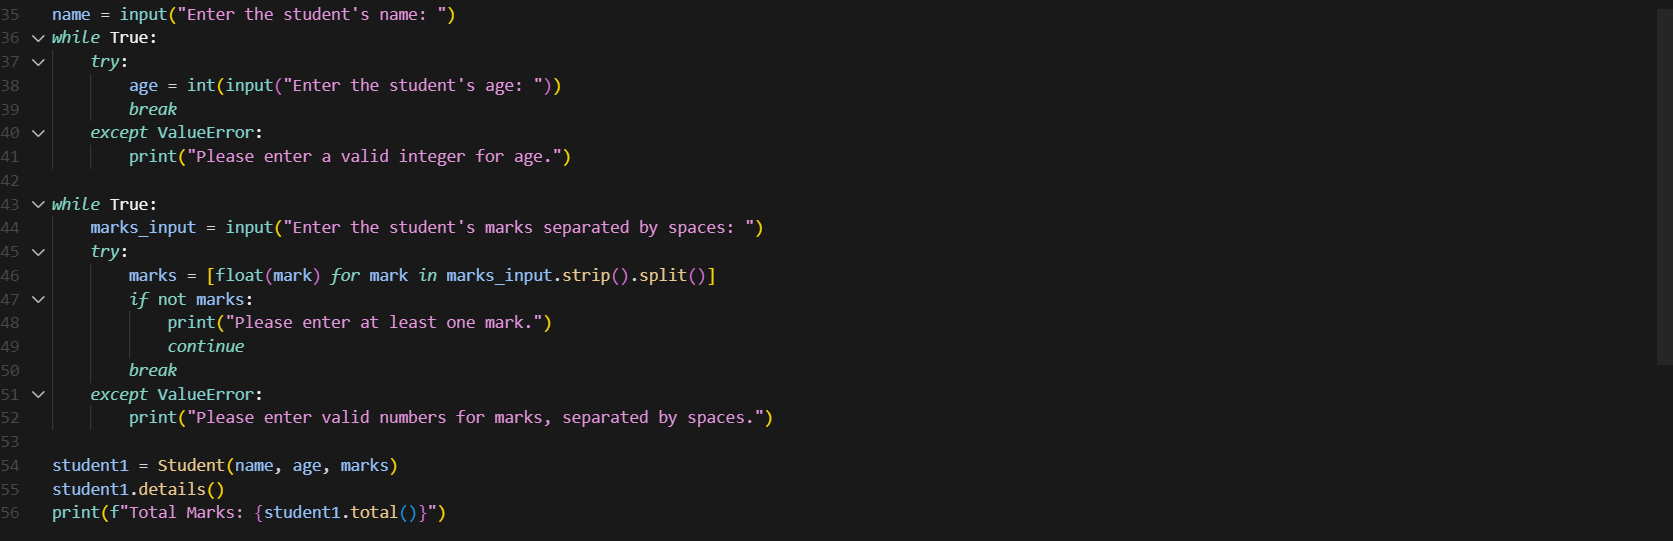 35 name = input("Enter the student's name: ")
36 while True:
37     try:
38         age = int(input("Enter the student's age: "))
39         break
40     except ValueError:
41         print("Please enter a valid integer for age.")
42
43 while True:
44     marks_input = input("Enter the student's marks separated by spaces: ")
45     try:
46         marks = [float(mark) for mark in marks_input.strip().split()]
47         if not marks:
48             print("Please enter at least one mark.")
49             continue
50         break
51     except ValueError:
52         print("Please enter valid numbers for marks, separated by spaces.")
53
54 student1 = Student(name, age, marks)
55 student1.details()
56 print(f"Total Marks: {student1.total()}")